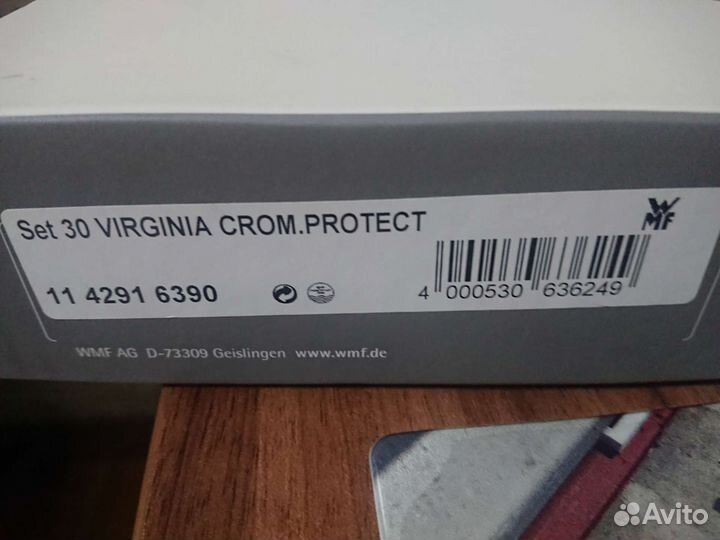 Set 30 VIRGINIA CROM.PROTECT
WMF
11 4291 6390
4 000530 636249
WMF AG D-73309 Geislingen www.wmf.de
Avito